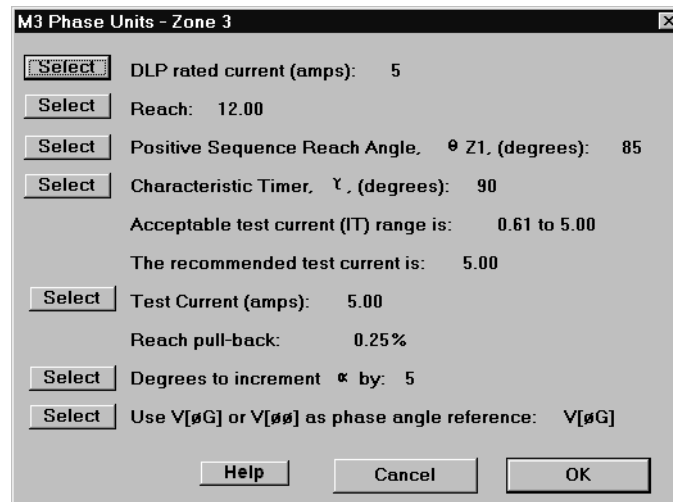 M3 Phase Units - Zone 3
Select DLP rated current (amps): 5
Select Reach: 12.00
Select Positive Sequence Reach Angle, θ Z1, (degrees): 85
Select Characteristic Timer, ϒ, (degrees): 90
Acceptable test current (IT) range is: 0.61 to 5.00
The recommended test current is: 5.00
Select Test Current (amps): 5.00
Reach pull-back: 0.25%
Select Degrees to increment ∝ by: 5
Select Use V[øG] or V[øø] as phase angle reference: V[øG]
Help Cancel OK